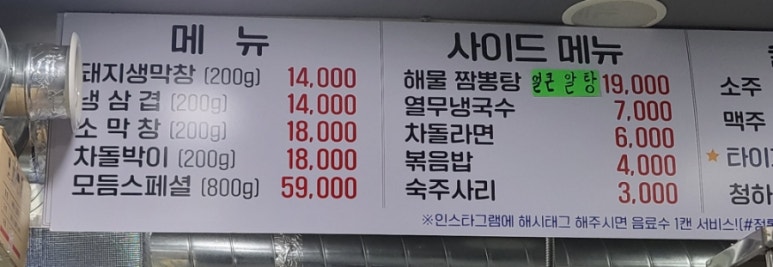 메 뉴
돼지생막창 (200g) 14,000
냉 삼 겹 (200g) 14,000
소 막 창 (200g) 18,000
차돌박이 (200g) 18,000
모듬스페셜 (800g) 59,000
사이드 메뉴
해물 짬뽕탕 얼큰 알탕 19,000
열무냉국수 7,000
차돌라면 6,000
볶음밥 4,000
숙주사리 3,000
※인스타그램에 해시태그 해주시면 음료수 1캔 서비스!(#정
소주
맥주
★타이
청하